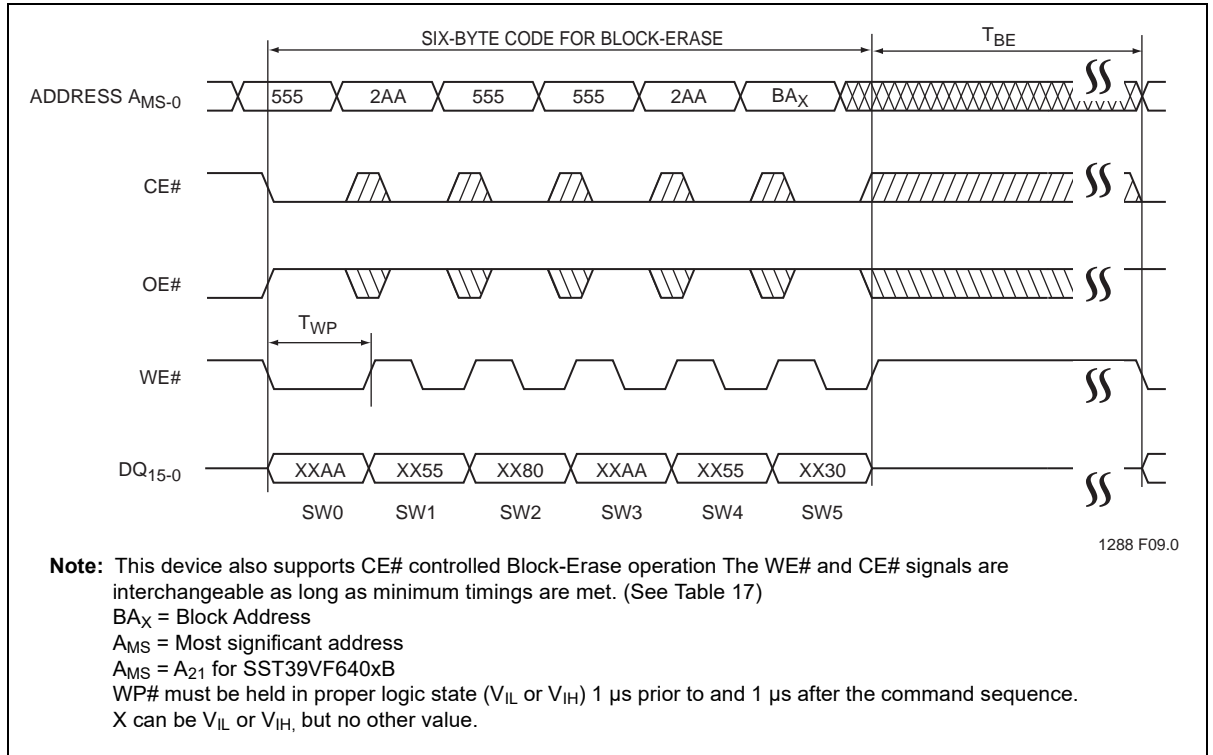 SIX-BYTE CODE FOR BLOCK-ERASE
TBE
ADDRESS AMS-0
555 2AA 555 555 2AA BAX
CE#
OE#
TWP
WE#
DQ15-0
XXAA XX55 XX80 XXAA XX55 XX30
SW0 SW1 SW2 SW3 SW4 SW5
1288 F09.0
Note: This device also supports CE# controlled Block-Erase operation The WE# and CE# signals are
interchangeable as long as minimum timings are met. (See Table 17)
BAX = Block Address
AMS = Most significant address
AMS = A21 for SST39VF640xB
WP# must be held in proper logic state (VIL or VIH) 1 µs prior to and 1 µs after the command sequence.
X can be VIL or VIH, but no other value.